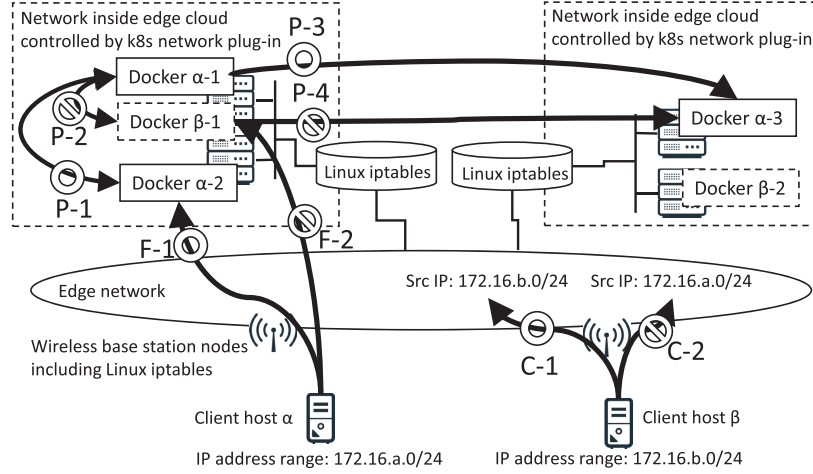 Network inside edge cloud
controlled by k8s network plug-in
P-3
Network inside edge cloud
controlled by k8s network plug-in
Docker α-1
P-4
Docker β-1
P-2
Docker α-3
Linux iptables
Linux iptables
Docker α-2
Docker β-2
P-1
F-1
F-2
Edge network
Src IP: 172.16.b.0/24
Src IP: 172.16.a.0/24
Wireless base station nodes
including Linux iptables
C-1
C-2
Client host α
Client host β
IP address range: 172.16.a.0/24
IP address range: 172.16.b.0/24